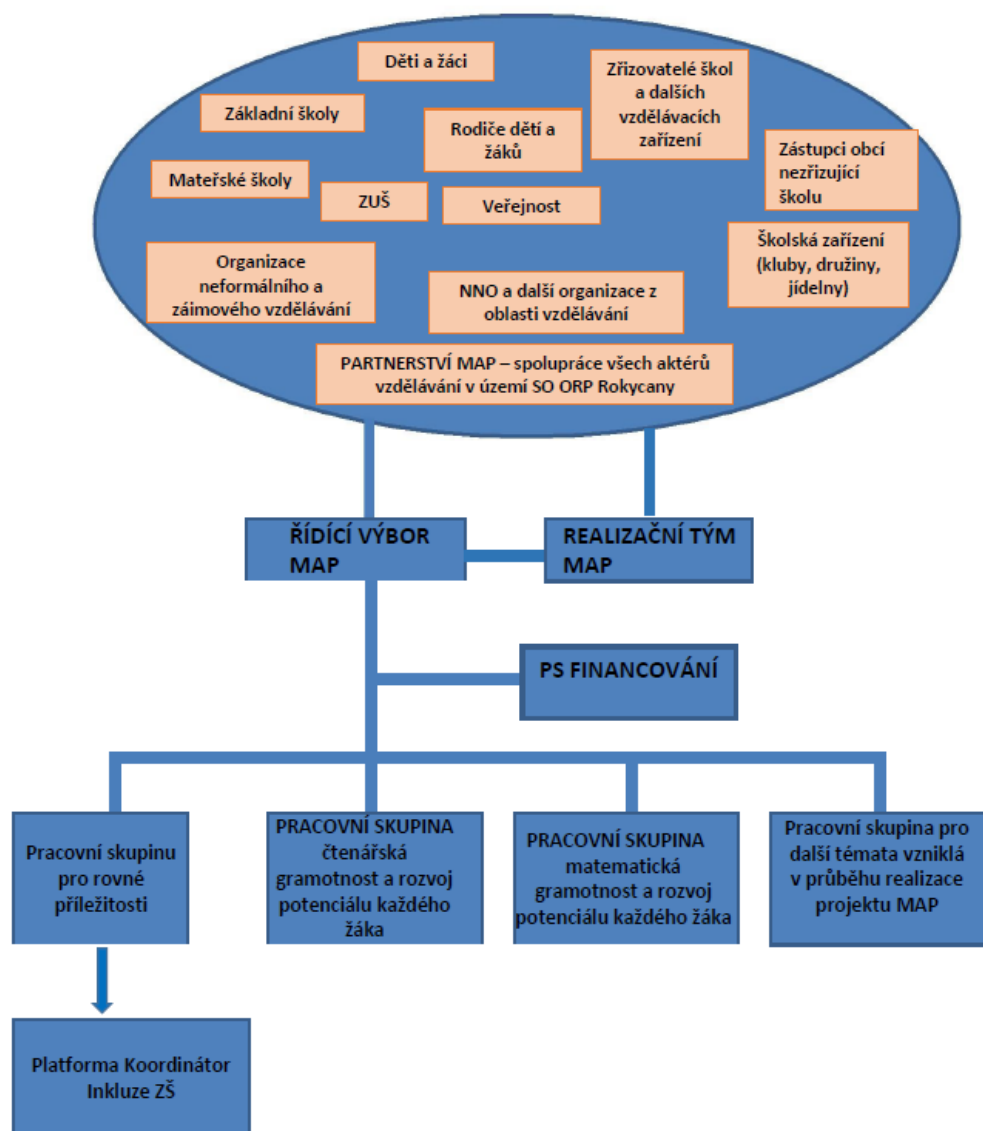 Děti a žáci
Zřizovatelé škol
a dalších
vzdělávacích
zařízení
Základní školy
Rodiče dětí a
žáků
Zástupci obcí
nezřizující
školu
Mateřské školy
ZUŠ
Veřejnost
Školská zařízení
(kluby, družiny,
jídelny)
Organizace
neformálního a
záimového vzdělávání
NNO a další organizace z
oblasti vzdělávání
PARTNERSTVÍ MAP – spolupráce všech aktérů
vzdělávání v území SO ORP Rokycany
ŘÍDÍCÍ VÝBOR
MAP
REALIZAČNÍ TÝM
MAP
PS FINANCOVÁNÍ
Pracovní skupinu
pro rovné
příležitosti
PRACOVNÍ SKUPINA
čtenářská
gramotnost a rozvoj
potenciálu každého
žáka
PRACOVNÍ SKUPINA
matematická
gramotnost a rozvoj
potenciálu každého žáka
Pracovní skupina pro
další témata vzniklá
v průběhu realizace
projektu MAP
Platforma Koordinátor
Inkluze ZŠ